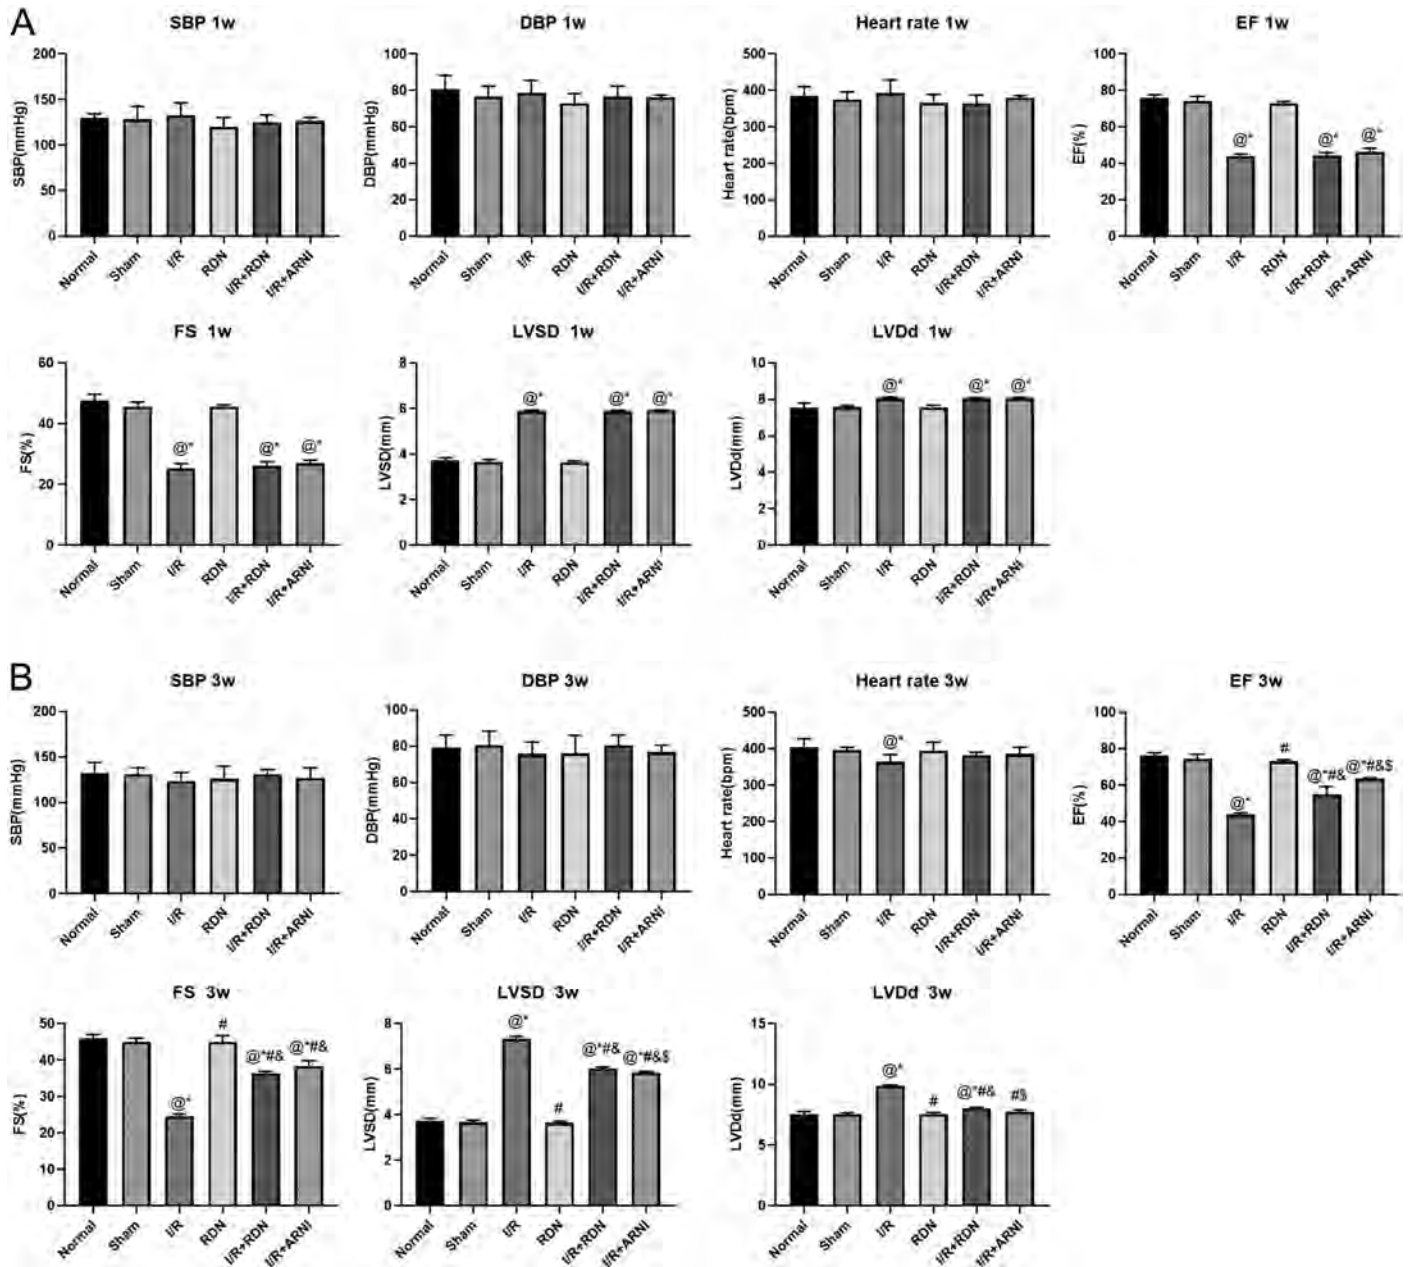 A
SBP 1w
SBP(mmHg)
200
150
100
50
0
Normal
Sham
I/R
RDN
I/R+RDN
I/R+ARNI
DBP 1w
DBP(mmHg)
100
80
60
40
20
0
Normal
Sham
I/R
RDN
I/R+RDN
I/R+ARNI
Heart rate 1w
Heart rate(bpm)
500
400
300
200
100
0
Normal
Sham
I/R
RDN
I/R+RDN
I/R+ARNI
EF 1w
EF(%)
100
80
60
40
20
0
@*
@*
@*
Normal
Sham
I/R
RDN
I/R+RDN
I/R+ARNI
FS 1w
FS(%)
60
40
20
0
@*
@*
@*
Normal
Sham
I/R
RDN
I/R+RDN
I/R+ARNI
LVSD 1w
LVSD(mm)
8
6
4
2
0
@*
@*
@*
Normal
Sham
I/R
RDN
I/R+RDN
I/R+ARNI
LVDd 1w
LVDd(mm)
10
8
6
4
2
0
@*
@*
@*
Normal
Sham
I/R
RDN
I/R+RDN
I/R+ARNI
B
SBP 3w
SBP(mmHg)
200
150
100
50
0
Normal
Sham
I/R
RDN
I/R+RDN
I/R+ARNI
DBP 3w
DBP(mmHg)
100
80
60
40
20
0
Normal
Sham
I/R
RDN
I/R+RDN
I/R+ARNI
Heart rate 3w
Heart rate(bpm)
500
400
300
200
100
0
@*
Normal
Sham
I/R
RDN
I/R+RDN
I/R+ARNI
EF 3w
EF(%)
100
80
60
40
20
0
@*
#
@*#&
@*#&$
Normal
Sham
I/R
RDN
I/R+RDN
I/R+ARNI
FS 3w
FS(%)
50
40
30
20
10
0
@*
#
@*#&
@*#&
Normal
Sham
I/R
RDN
I/R+RDN
I/R+ARNI
LVSD 3w
LVSD(mm)
8
6
4
2
0
@*
#
@*#&
@*#&$
Normal
Sham
I/R
RDN
I/R+RDN
I/R+ARNI
LVDd 3w
LVDd(mm)
15
10
5
0
@*
#
@*#&
#$
Normal
Sham
I/R
RDN
I/R+RDN
I/R+ARNI